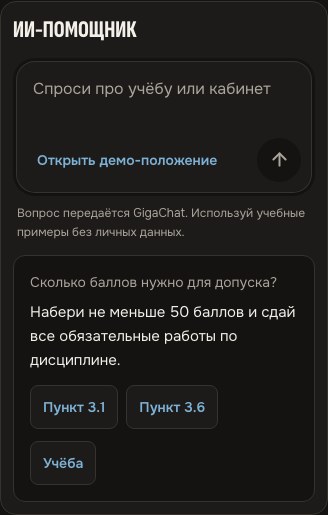 ИИ-ПОМОЩНИК
Спроси про учёбу или кабинет
Открыть демо-положение
Вопрос передаётся GigaChat. Используй учебные
примеры без личных данных.
Сколько баллов нужно для допуска?
Набери не меньше 50 баллов и сдай
все обязательные работы по
дисциплине.
Пункт 3.1
Пункт 3.6
Учёба